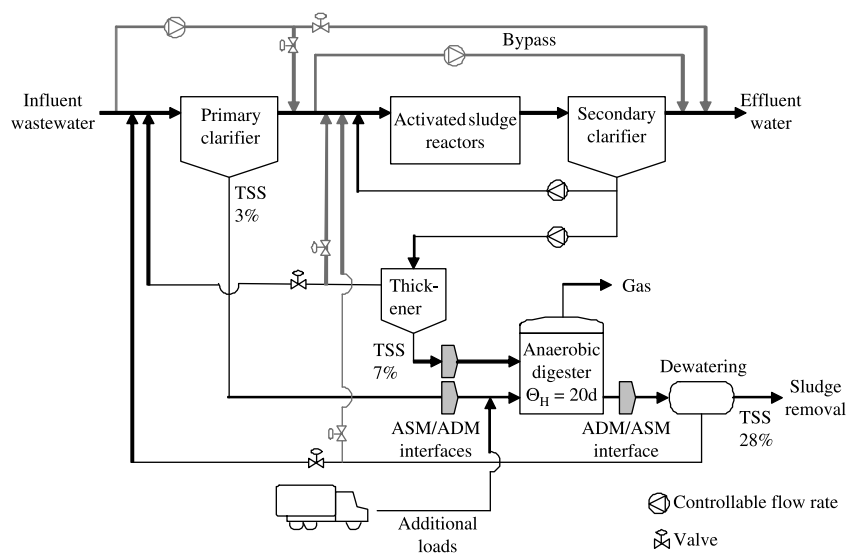 Bypass
Influent
wastewater
Primary
clarifier
Activated sludge
reactors
Secondary
clarifier
Effluent
water
TSS
3%
Thick-
ener
Gas
TSS
7%
Anaerobic
digester
ΘH = 20d
Dewatering
Sludge
removal
TSS
28%
ASM/ADM
interfaces
ADM/ASM
interface
Additional
loads
Controllable flow rate
Valve